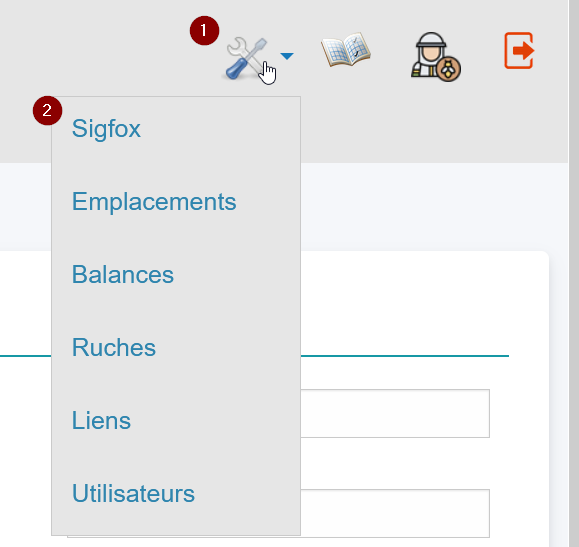 1
2
Sigfox
Emplacements
Balances
Ruches
Liens
Utilisateurs